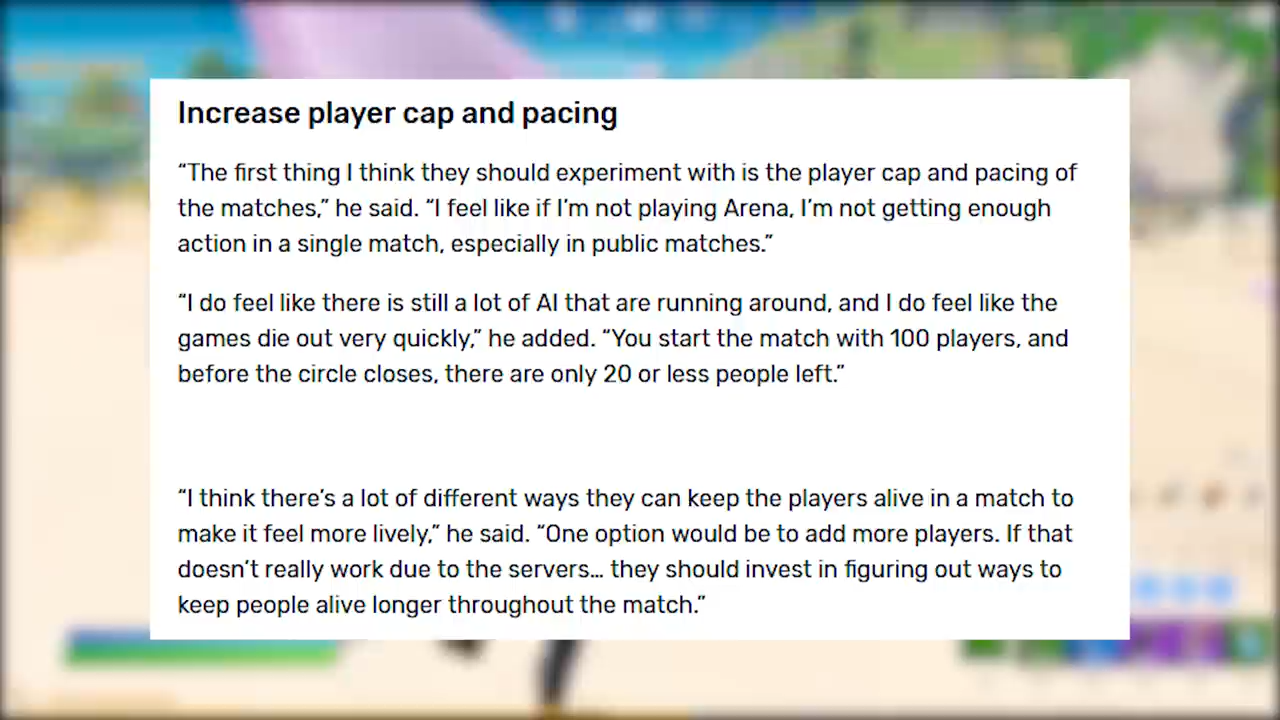 Increase player cap and pacing
“The first thing I think they should experiment with is the player cap and pacing of
the matches,” he said. “I feel like if I’m not playing Arena, I’m not getting enough
action in a single match, especially in public matches.”
“I do feel like there is still a lot of AI that are running around, and I do feel like the
games die out very quickly,” he added. “You start the match with 100 players, and
before the circle closes, there are only 20 or less people left.”
“I think there’s a lot of different ways they can keep the players alive in a match to
make it feel more lively,” he said. “One option would be to add more players. If that
doesn’t really work due to the servers… they should invest in figuring out ways to
keep people alive longer throughout the match.”